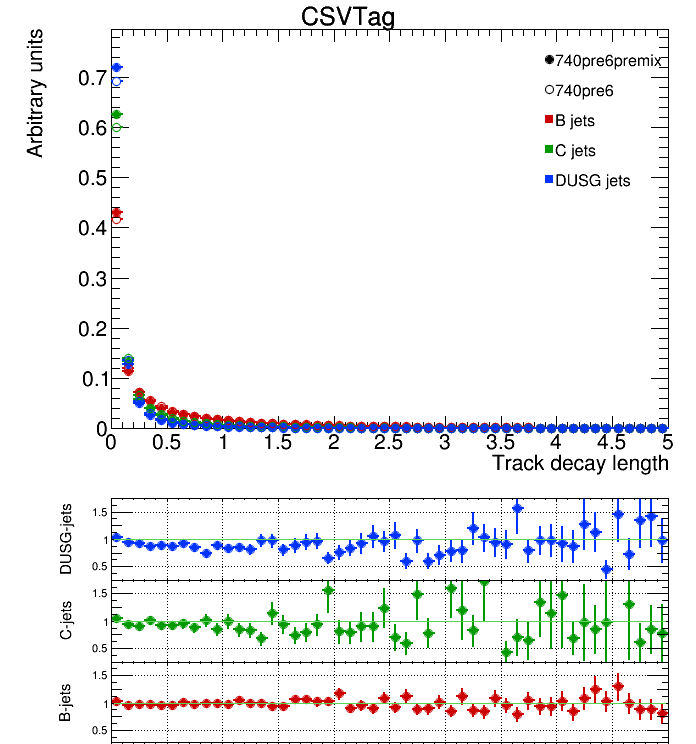 CSVTag
Arbitrary units
0.7
0.6
0.5
0.4
0.3
0.2
0.1
0
740pre6premix
740pre6
B jets
C jets
DUSG jets
0 0.5 1 1.5 2 2.5 3 3.5 4 4.5 5
Track decay length
DUSG-jets
1.5
1
0.5
C-jets
1.5
1
0.5
B-jets
1.5
1
0.5